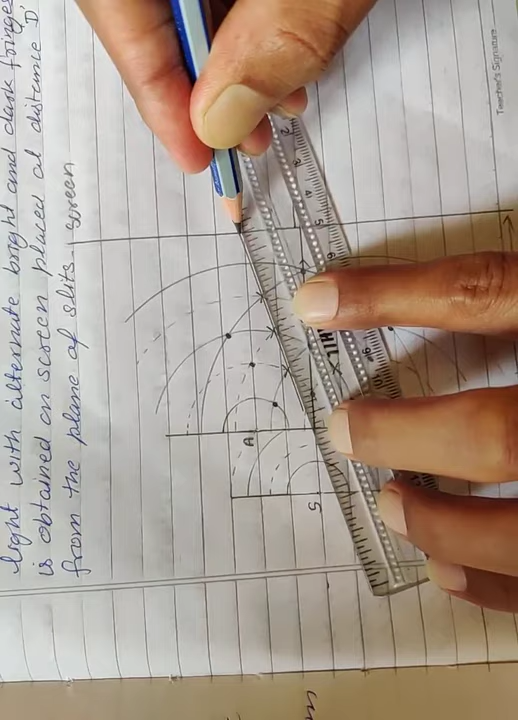 light with alternate bright and dark fringes
is obtained on screen placed at distance 'D'
from the plane of slits. screen
Teacher's Signature
A
S